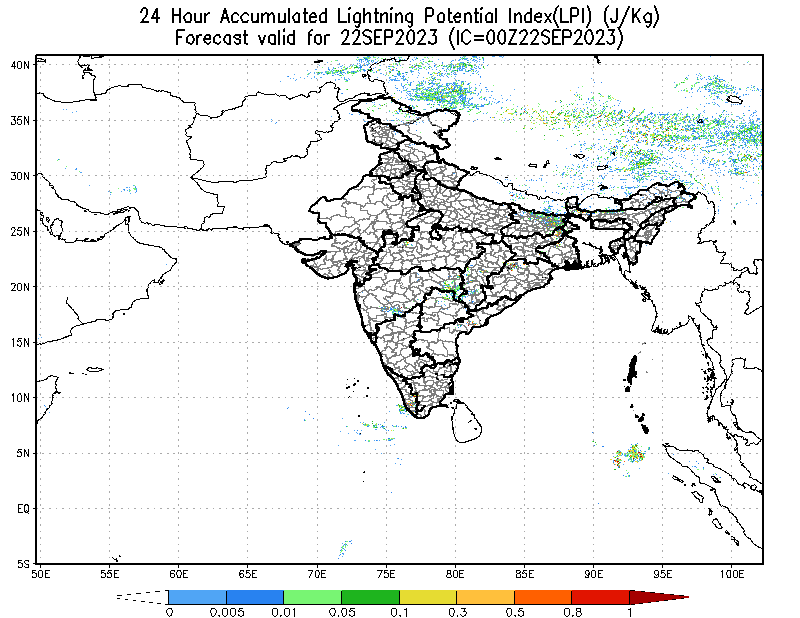 24 Hour Accumulated Lightning Potential Index(LPI) (J/Kg)
Forecast valid for 22SEP2023 (IC=00Z22SEP2023)
40N
35N
30N
25N
20N
15N
10N
5N
EQ
5S
50E 55E 60E 65E 70E 75E 80E 85E 90E 95E 100E
0 0.005 0.01 0.05 0.1 0.3 0.5 0.8 1